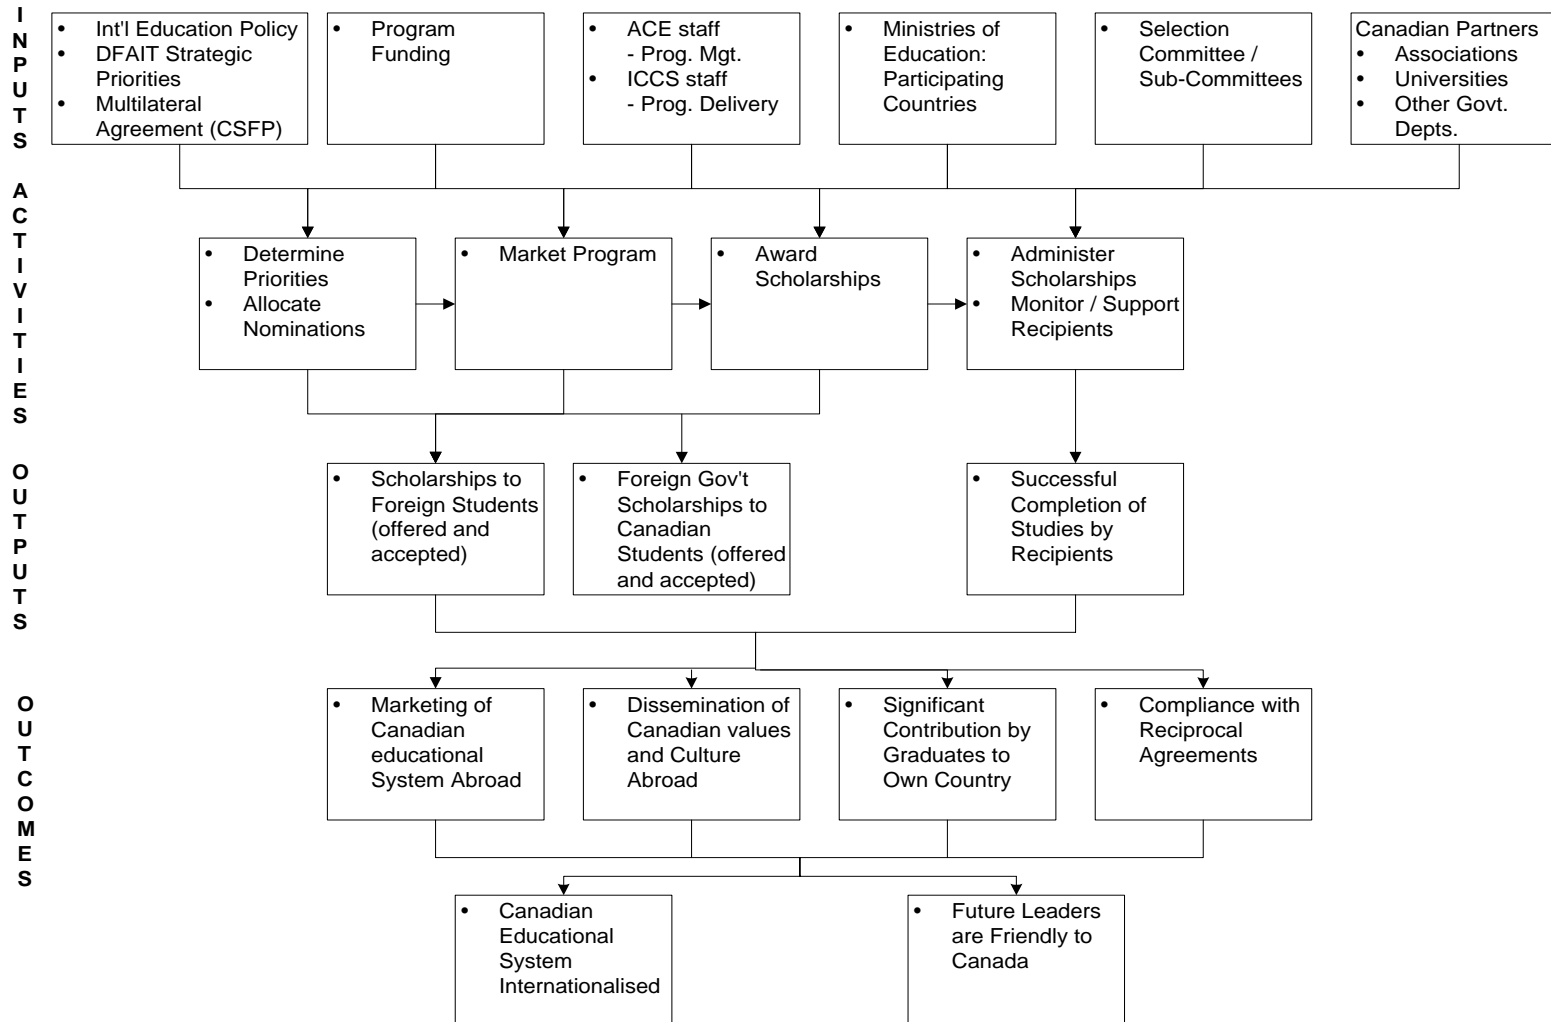 INPUTS
• Int'l Education Policy
• DFAIT Strategic
Priorities
• Multilateral
Agreement (CSFP)
• Program
Funding
• ACE staff
- Prog. Mgt.
• ICCS staff
- Prog. Delivery
• Ministries of
Education:
Participating
Countries
• Selection
Committee /
Sub-Committees
Canadian Partners
• Associations
• Universities
• Other Govt.
Depts.
ACTIVITIES
• Determine
Priorities
• Allocate
Nominations
• Market Program
• Award
Scholarships
• Administer
Scholarships
• Monitor / Support
Recipients
OUTPUTS
• Scholarships to
Foreign Students
(offered and
accepted)
• Foreign Gov't
Scholarships to
Canadian
Students (offered
and accepted)
• Successful
Completion of
Studies by
Recipients
OUTCOMES
• Marketing of
Canadian
educational
System Abroad
• Dissemination of
Canadian values
and Culture
Abroad
• Significant
Contribution by
Graduates to
Own Country
• Compliance with
Reciprocal
Agreements
• Canadian
Educational
System
Internationalised
• Future Leaders
are Friendly to
Canada